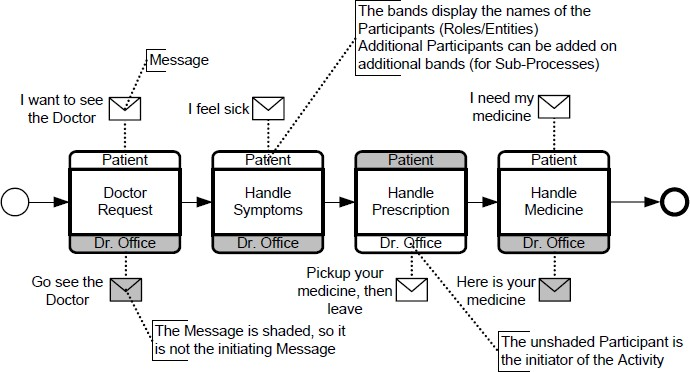 The bands display the names of the
Participants (Roles/Entities)
Additional Participants can be added on
additional bands (for Sub-Processes)
Message
I want to see
the Doctor
I feel sick
I need my
medicine
Patient
Patient
Patient
Patient
Doctor
Request
Handle
Symptoms
Handle
Prescription
Handle
Medicine
Dr. Office
Dr. Office
Dr. Office
Dr. Office
Go see the
Doctor
Pickup your
medicine, then
leave
Here is your
medicine
The Message is shaded, so it
is not the initiating Message
The unshaded Participant is
the initiator of the Activity